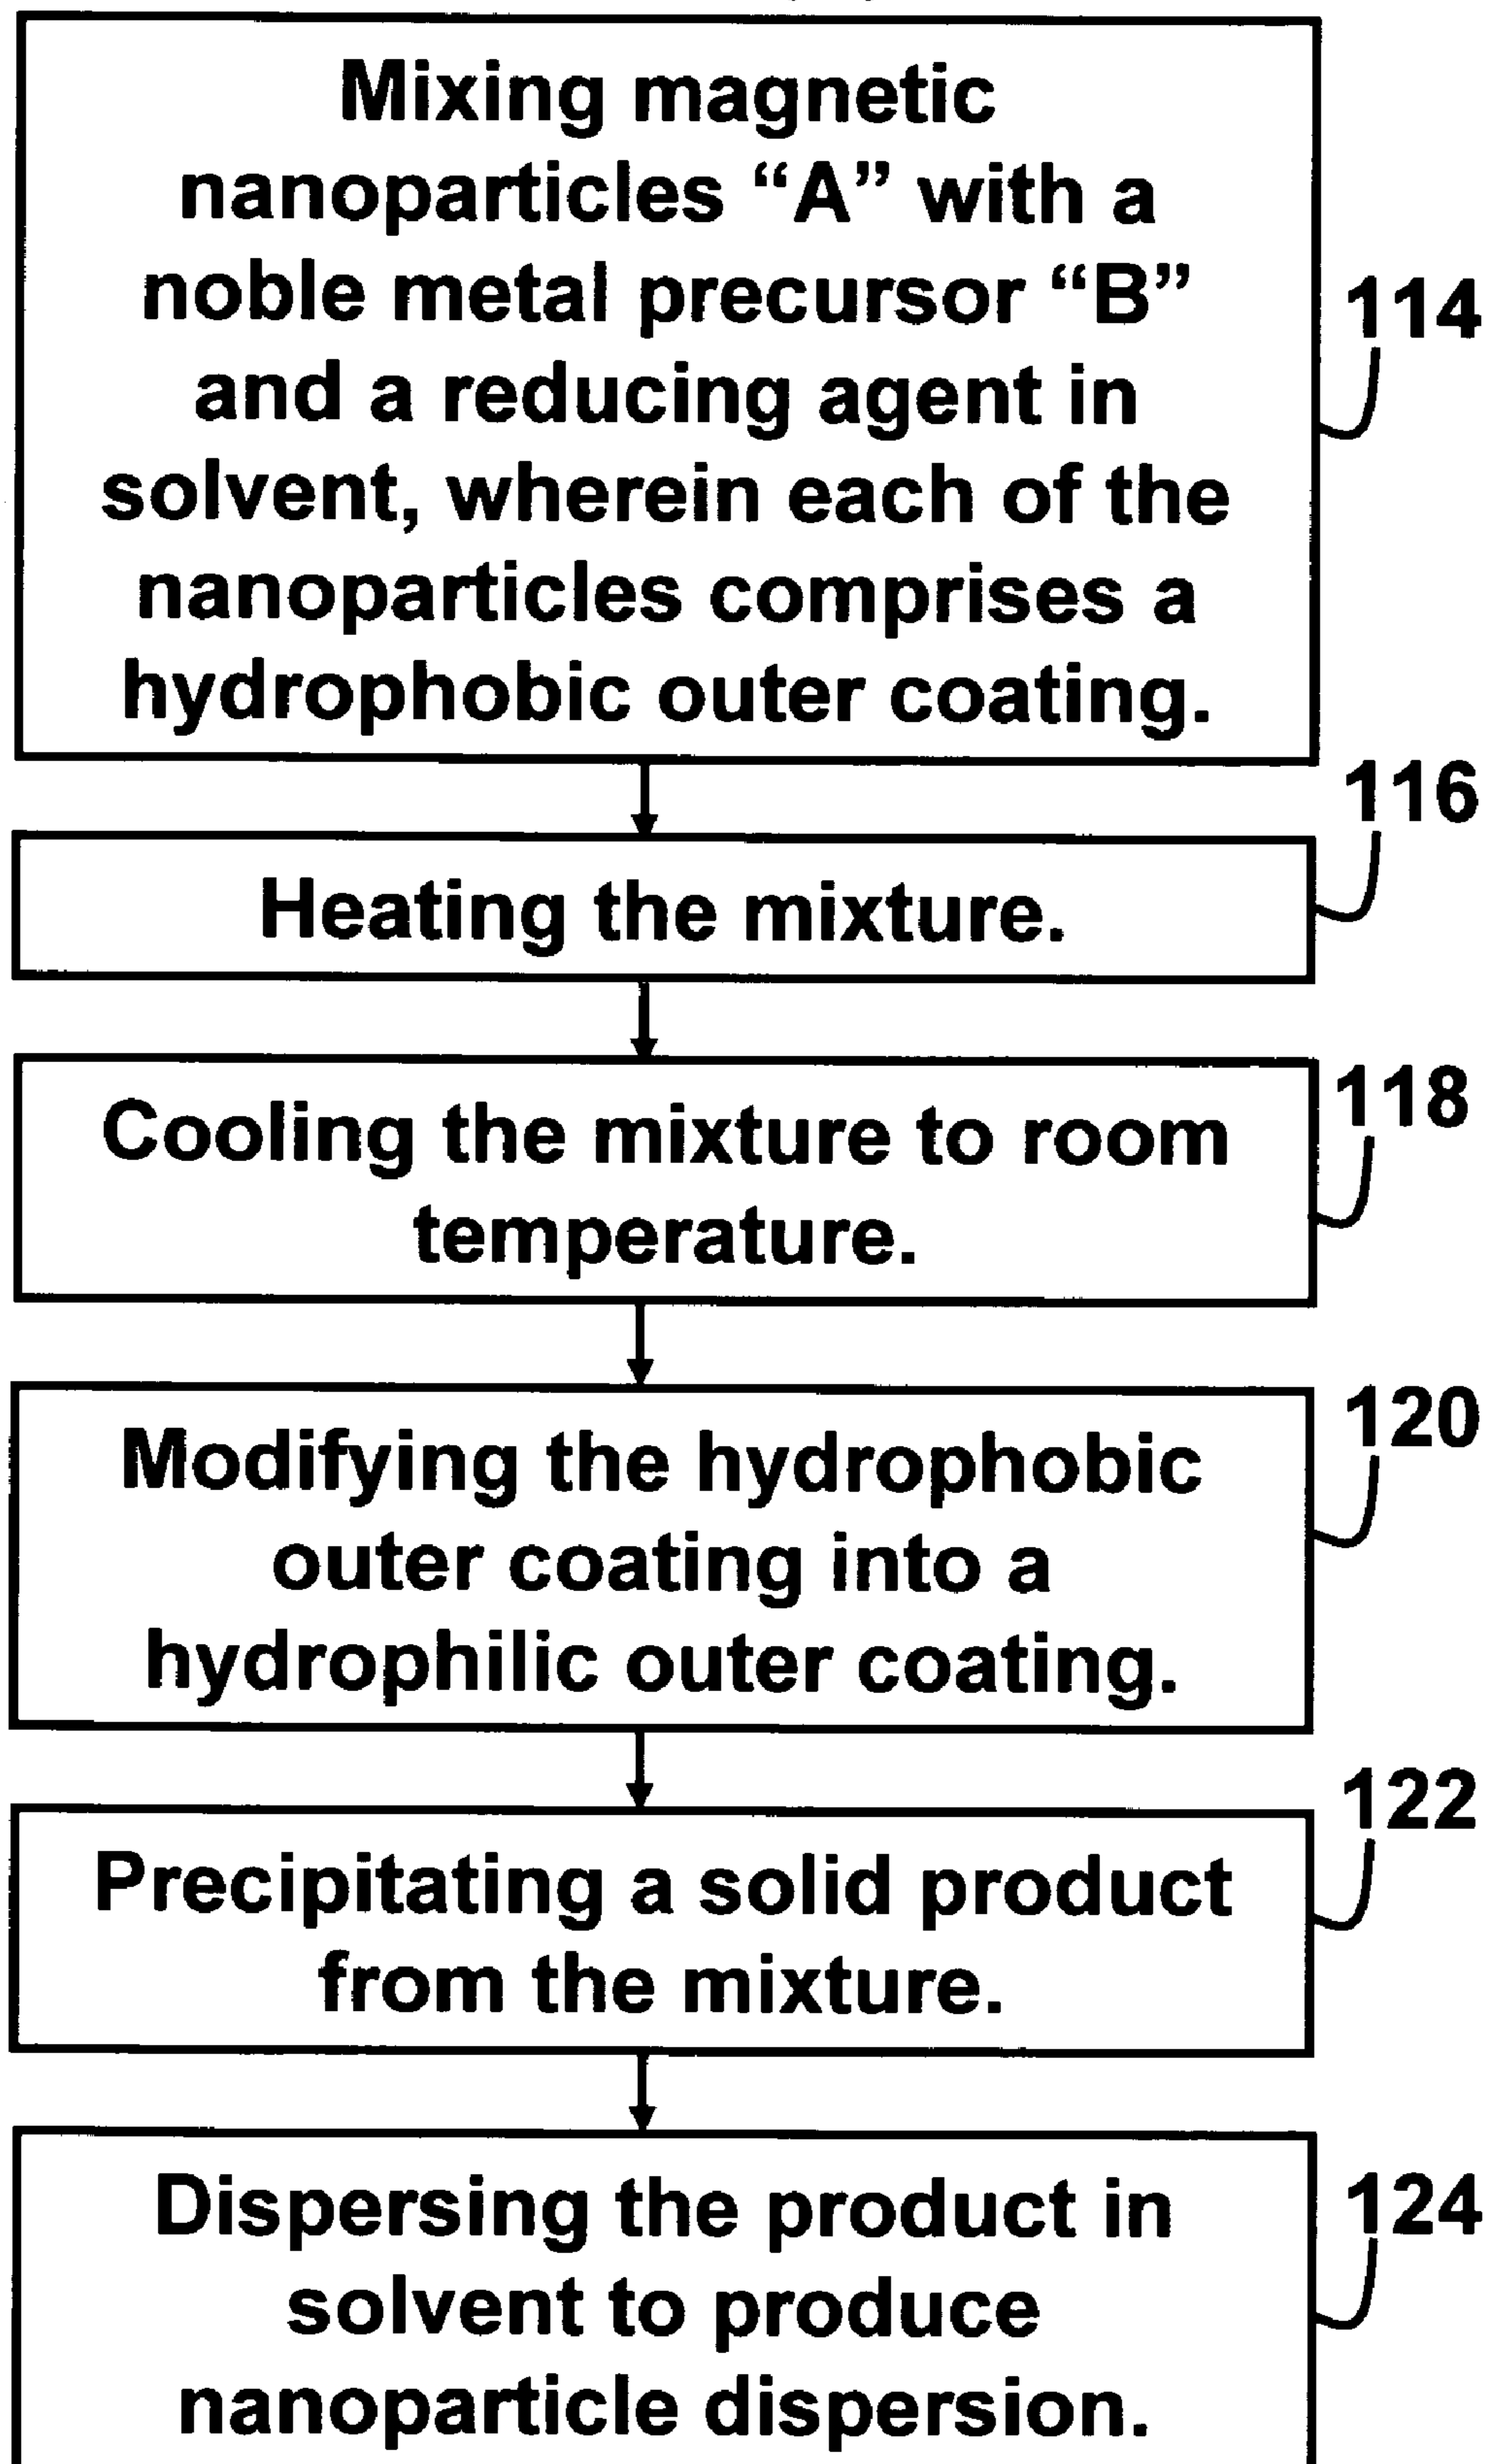 Mixing magnetic
nanoparticles “A” with a
noble metal precursor “B”
and a reducing agent in
solvent, wherein each of the
nanoparticles comprises a
hydrophobic outer coating.
114
116
Heating the mixture.
118
Cooling the mixture to room
temperature.
120
Modifying the hydrophobic
outer coating into a
hydrophilic outer coating.
122
Precipitating a solid product
from the mixture.
124
Dispersing the product in
solvent to produce
nanoparticle dispersion.